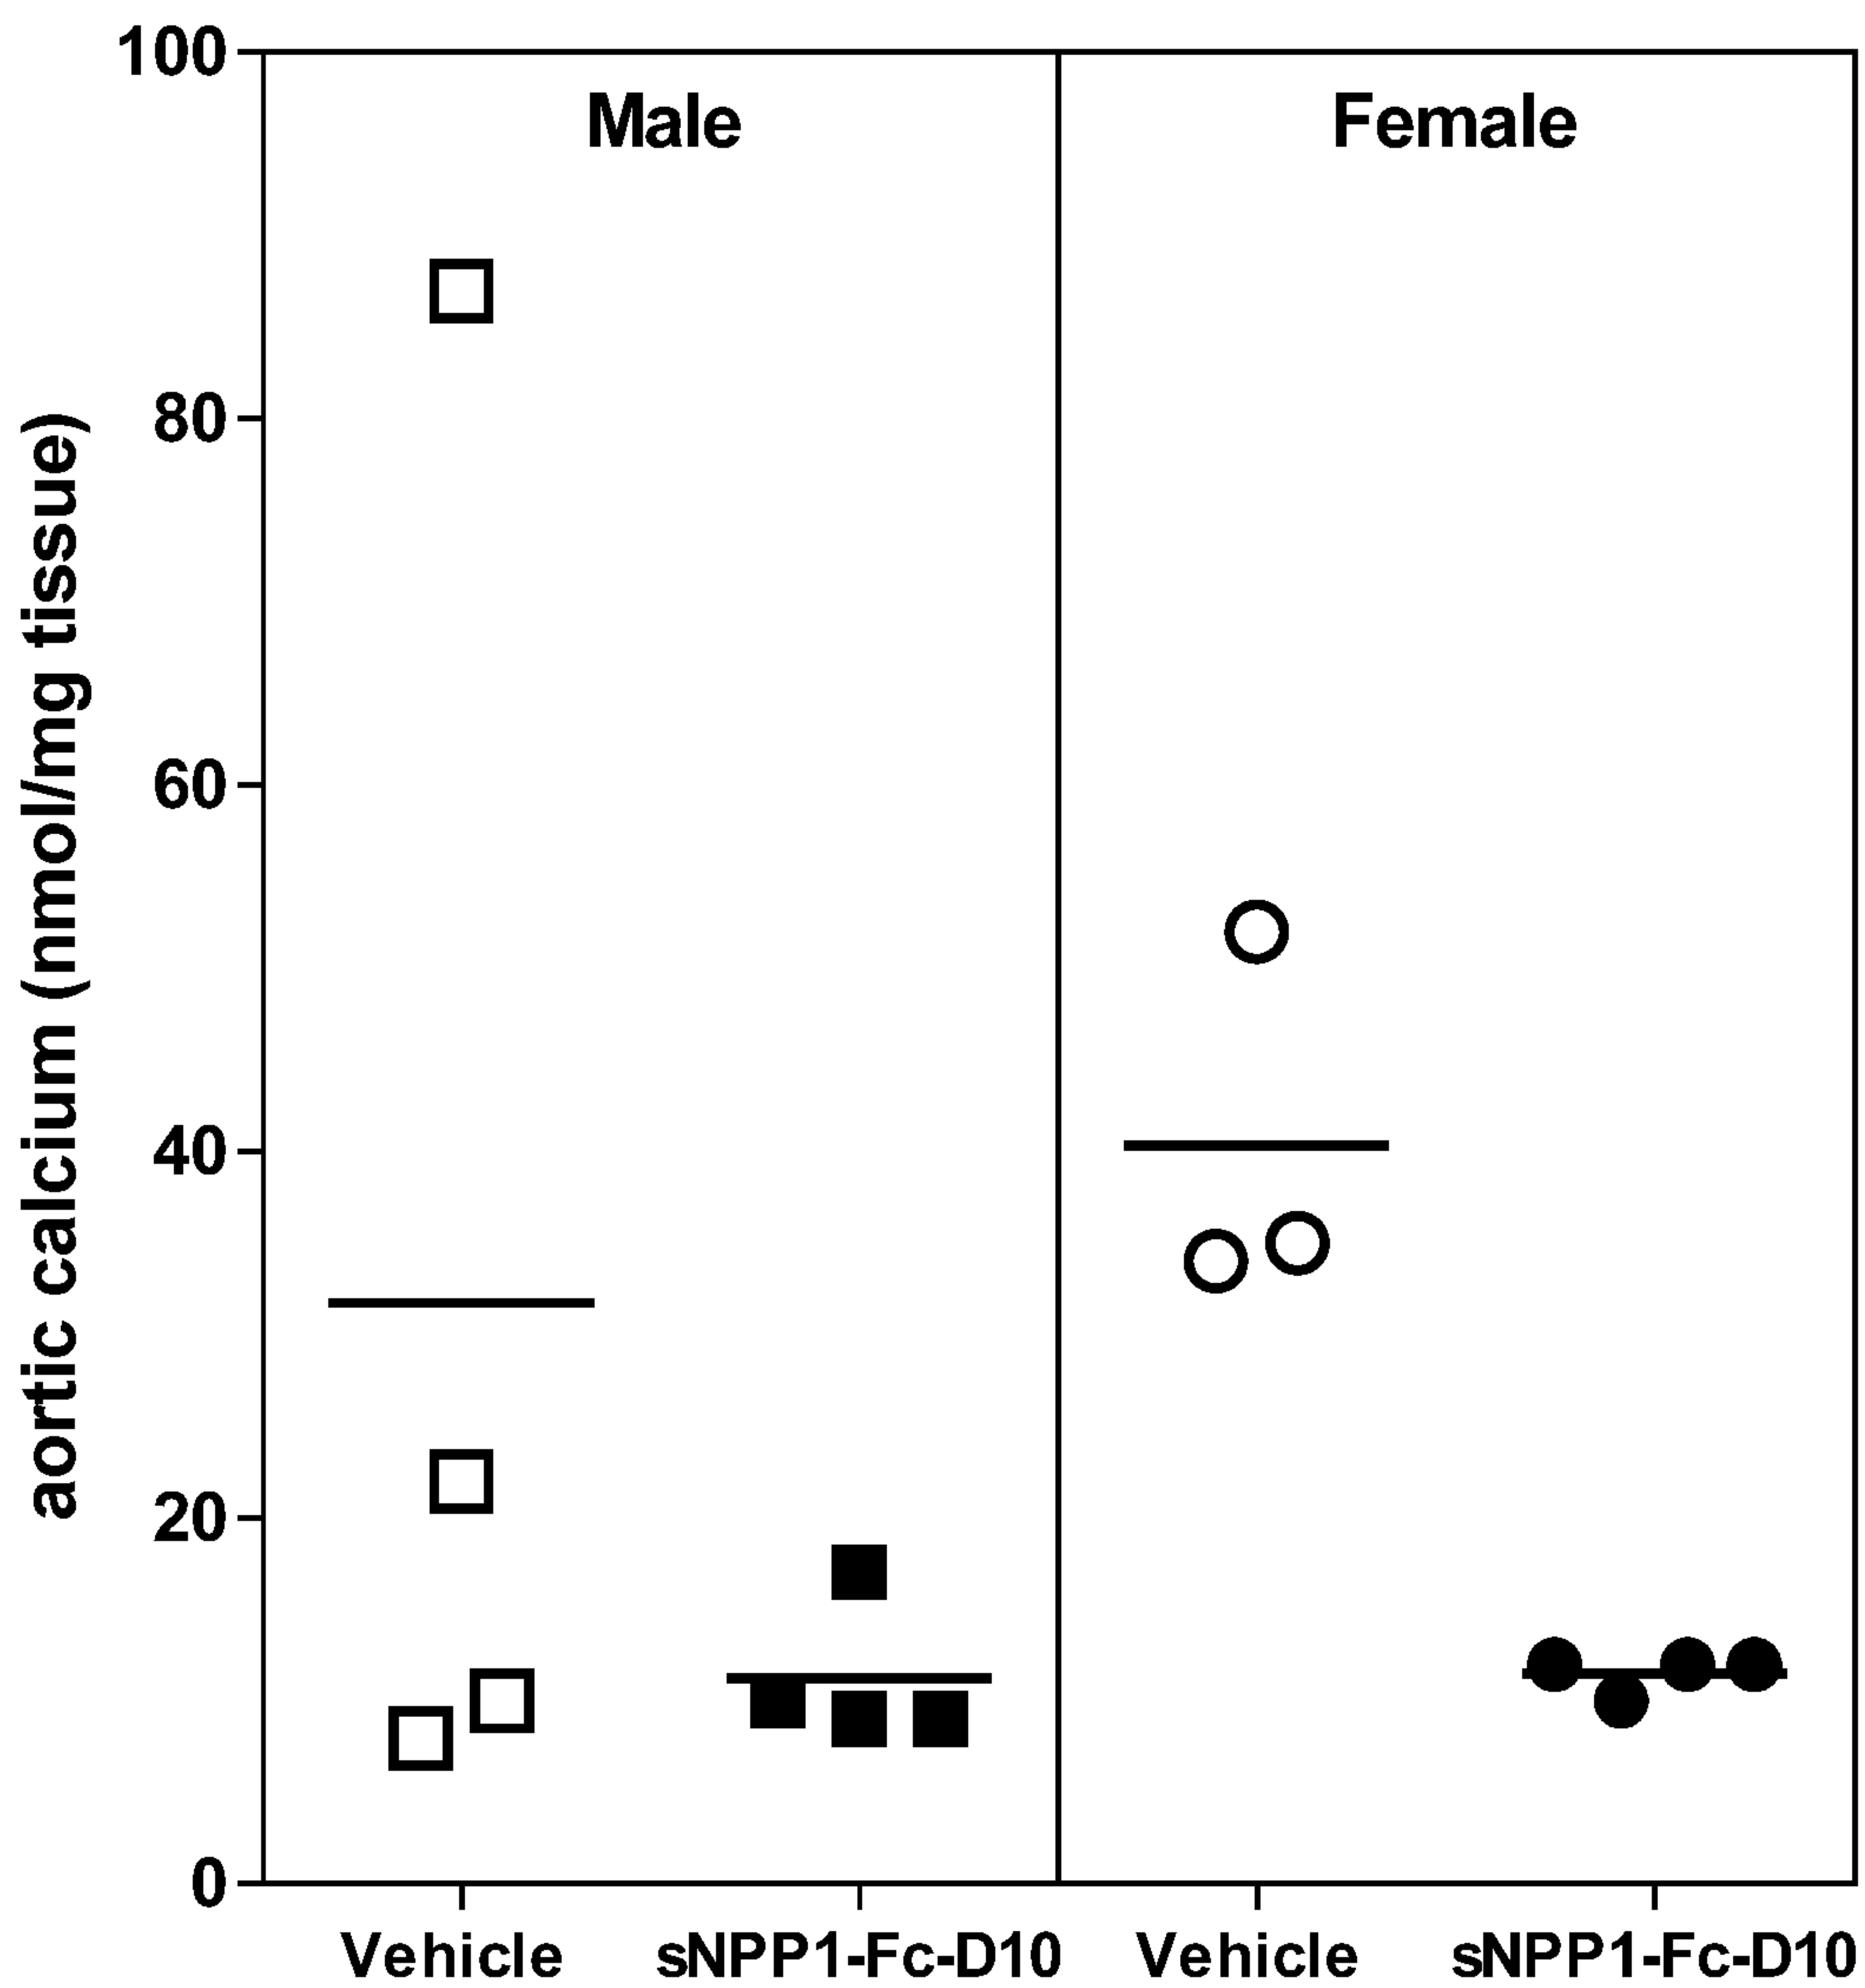 Male Female
100
80
60
40
20
0
aortic calcium (nmol/mg tissue)
Vehicle sNPP1-Fc-D10 Vehicle sNPP1-Fc-D10